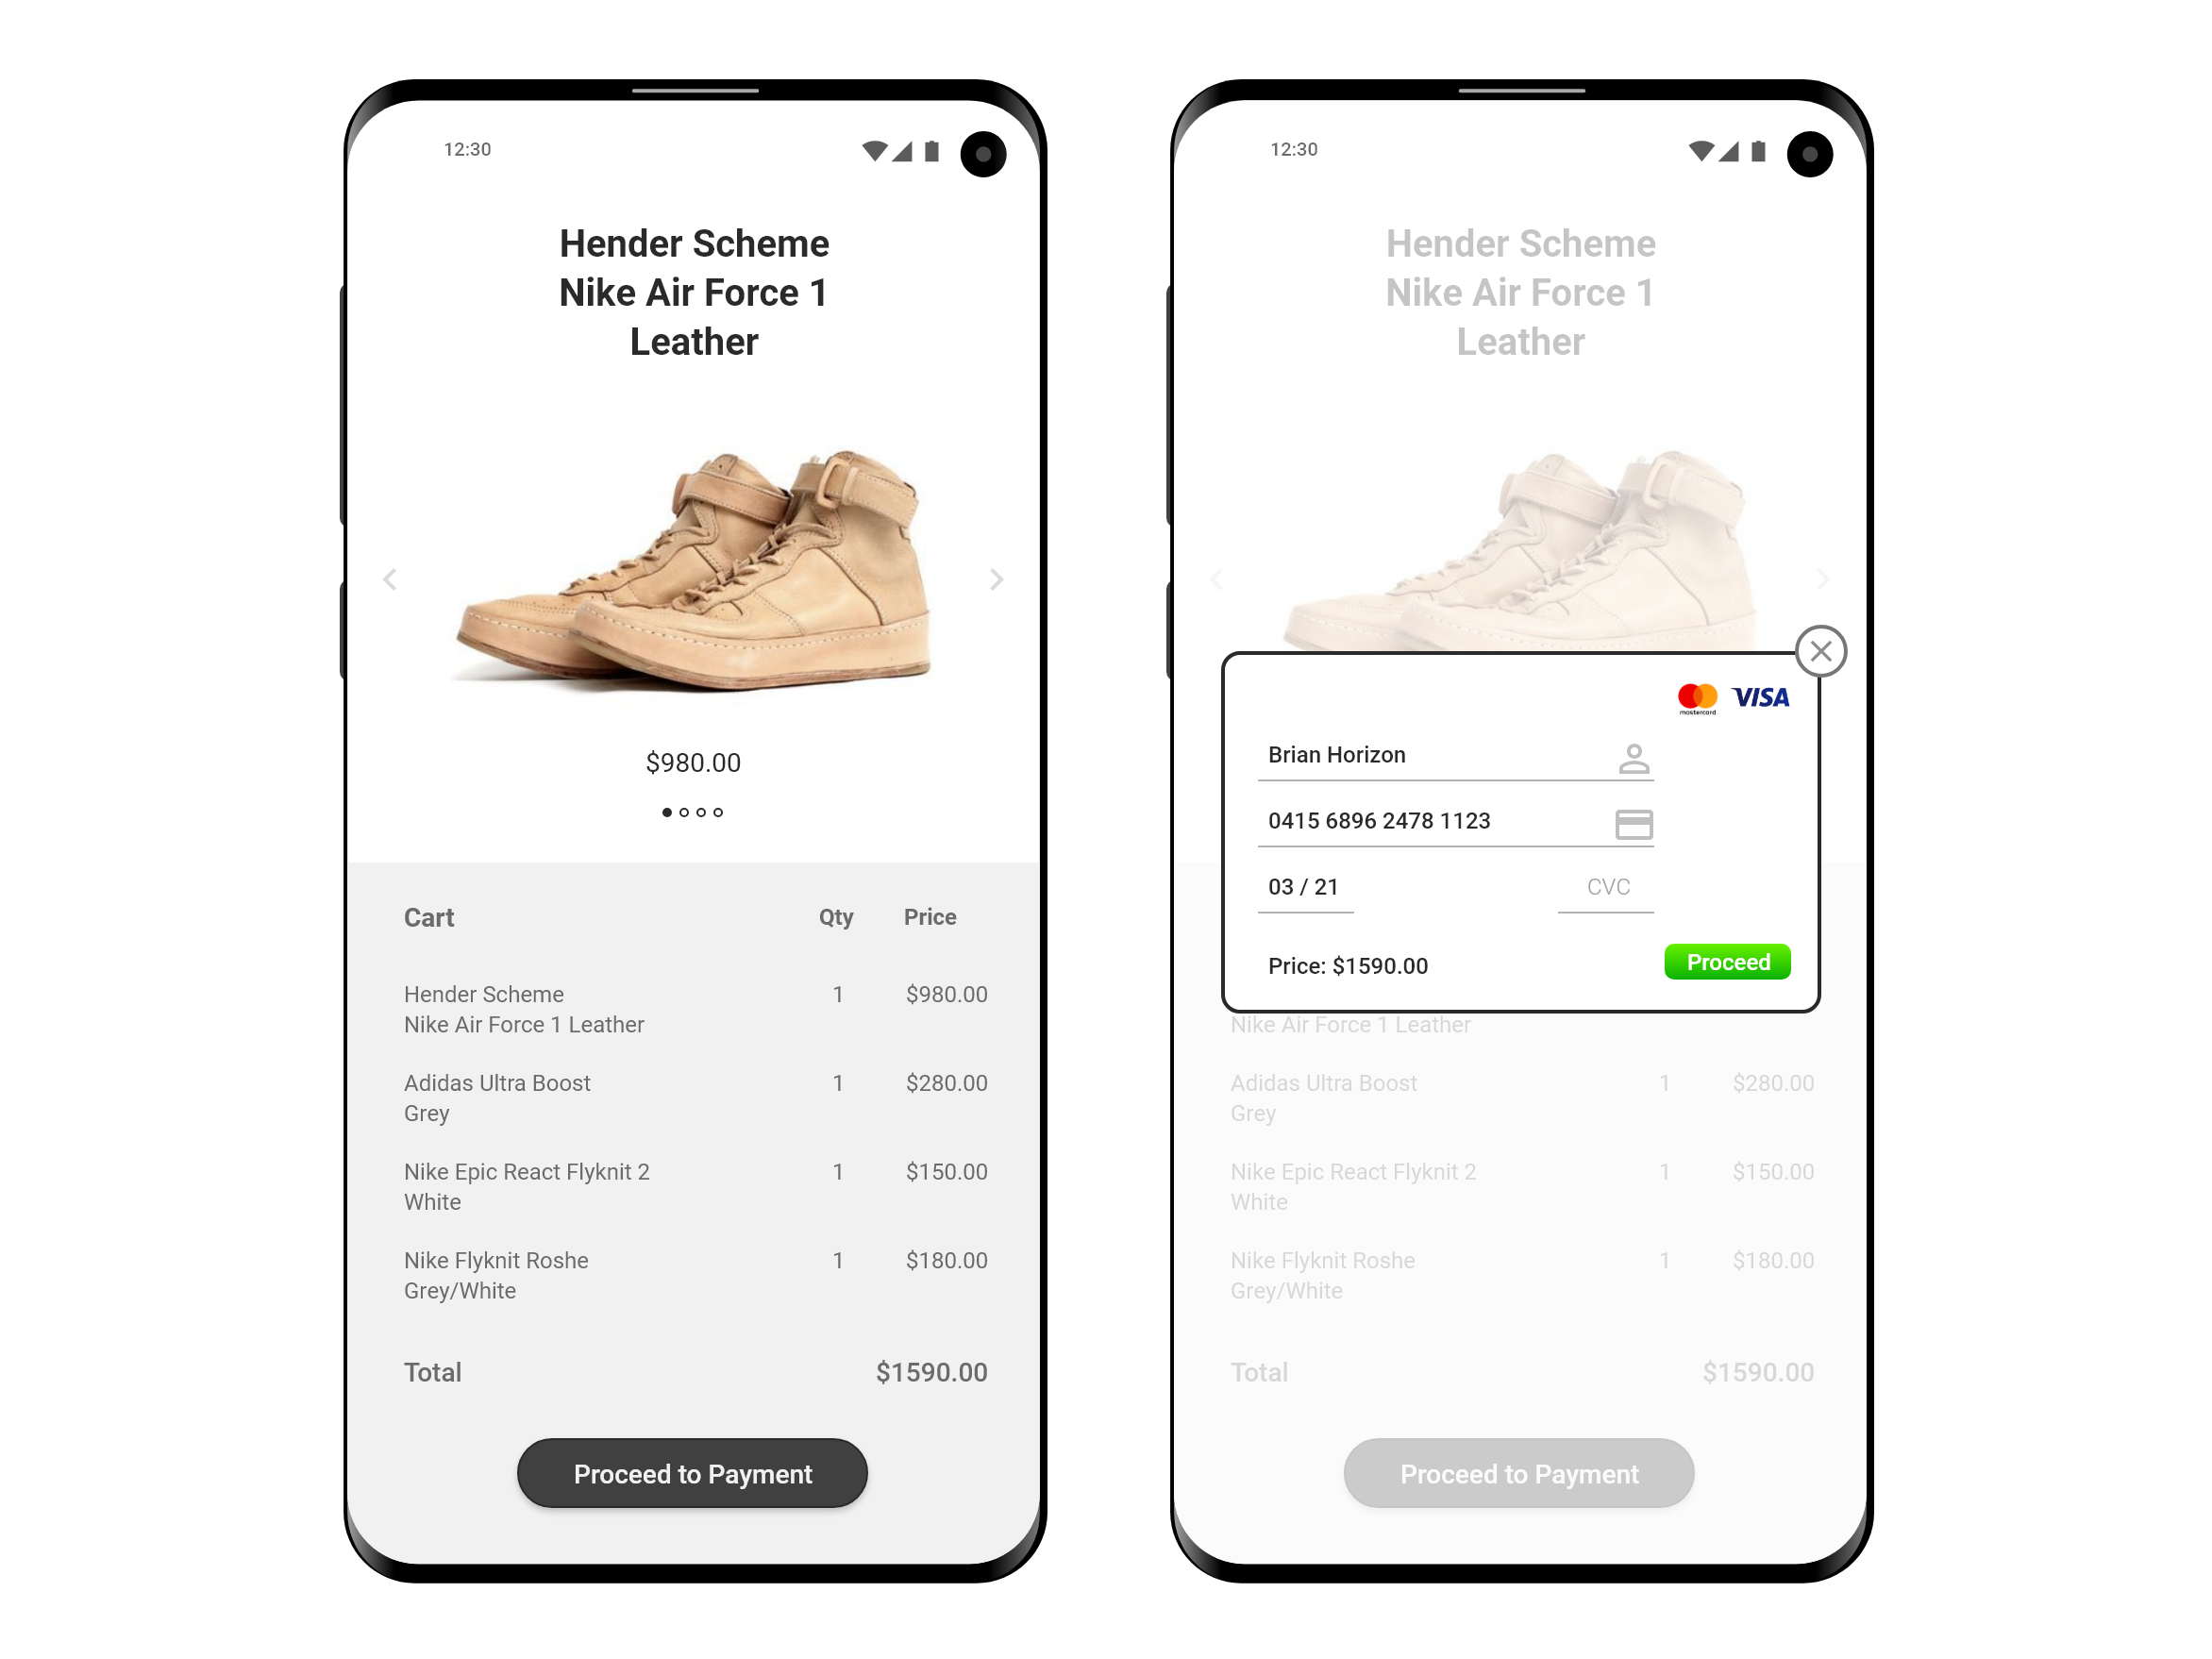 12:30
Hender Scheme
Nike Air Force 1
Leather
$980.00
Cart Qty Price
Hender Scheme 1 $980.00
Nike Air Force 1 Leather
Adidas Ultra Boost 1 $280.00
Grey
Nike Epic React Flyknit 2 1 $150.00
White
Nike Flyknit Roshe 1 $180.00
Grey/White
Total $1590.00
Proceed to Payment
12:30
Hender Scheme
Nike Air Force 1
Leather
mastercard VISA
Brian Horizon
0415 6896 2478 1123
03 / 21 CVC
Price: $1590.00 Proceed
Nike Air Force 1 Leather
Adidas Ultra Boost 1 $280.00
Grey
Nike Epic React Flyknit 2 1 $150.00
White
Nike Flyknit Roshe 1 $180.00
Grey/White
Total $1590.00
Proceed to Payment